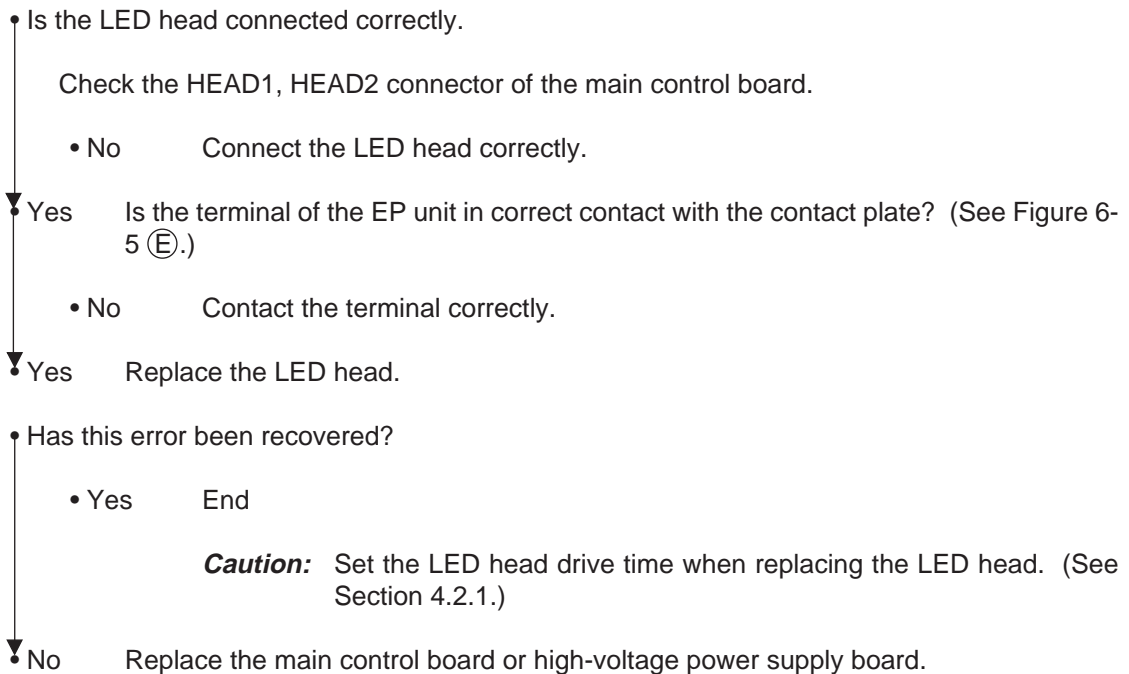 • Is the LED head connected correctly.
Check the HEAD1, HEAD2 connector of the main control board.
• No Connect the LED head correctly.
• Yes Is the terminal of the EP unit in correct contact with the contact plate? (See Figure 6-
5 Ⓔ.)
• No Contact the terminal correctly.
• Yes Replace the LED head.
• Has this error been recovered?
• Yes End
Caution: Set the LED head drive time when replacing the LED head. (See
Section 4.2.1.)
• No Replace the main control board or high-voltage power supply board.